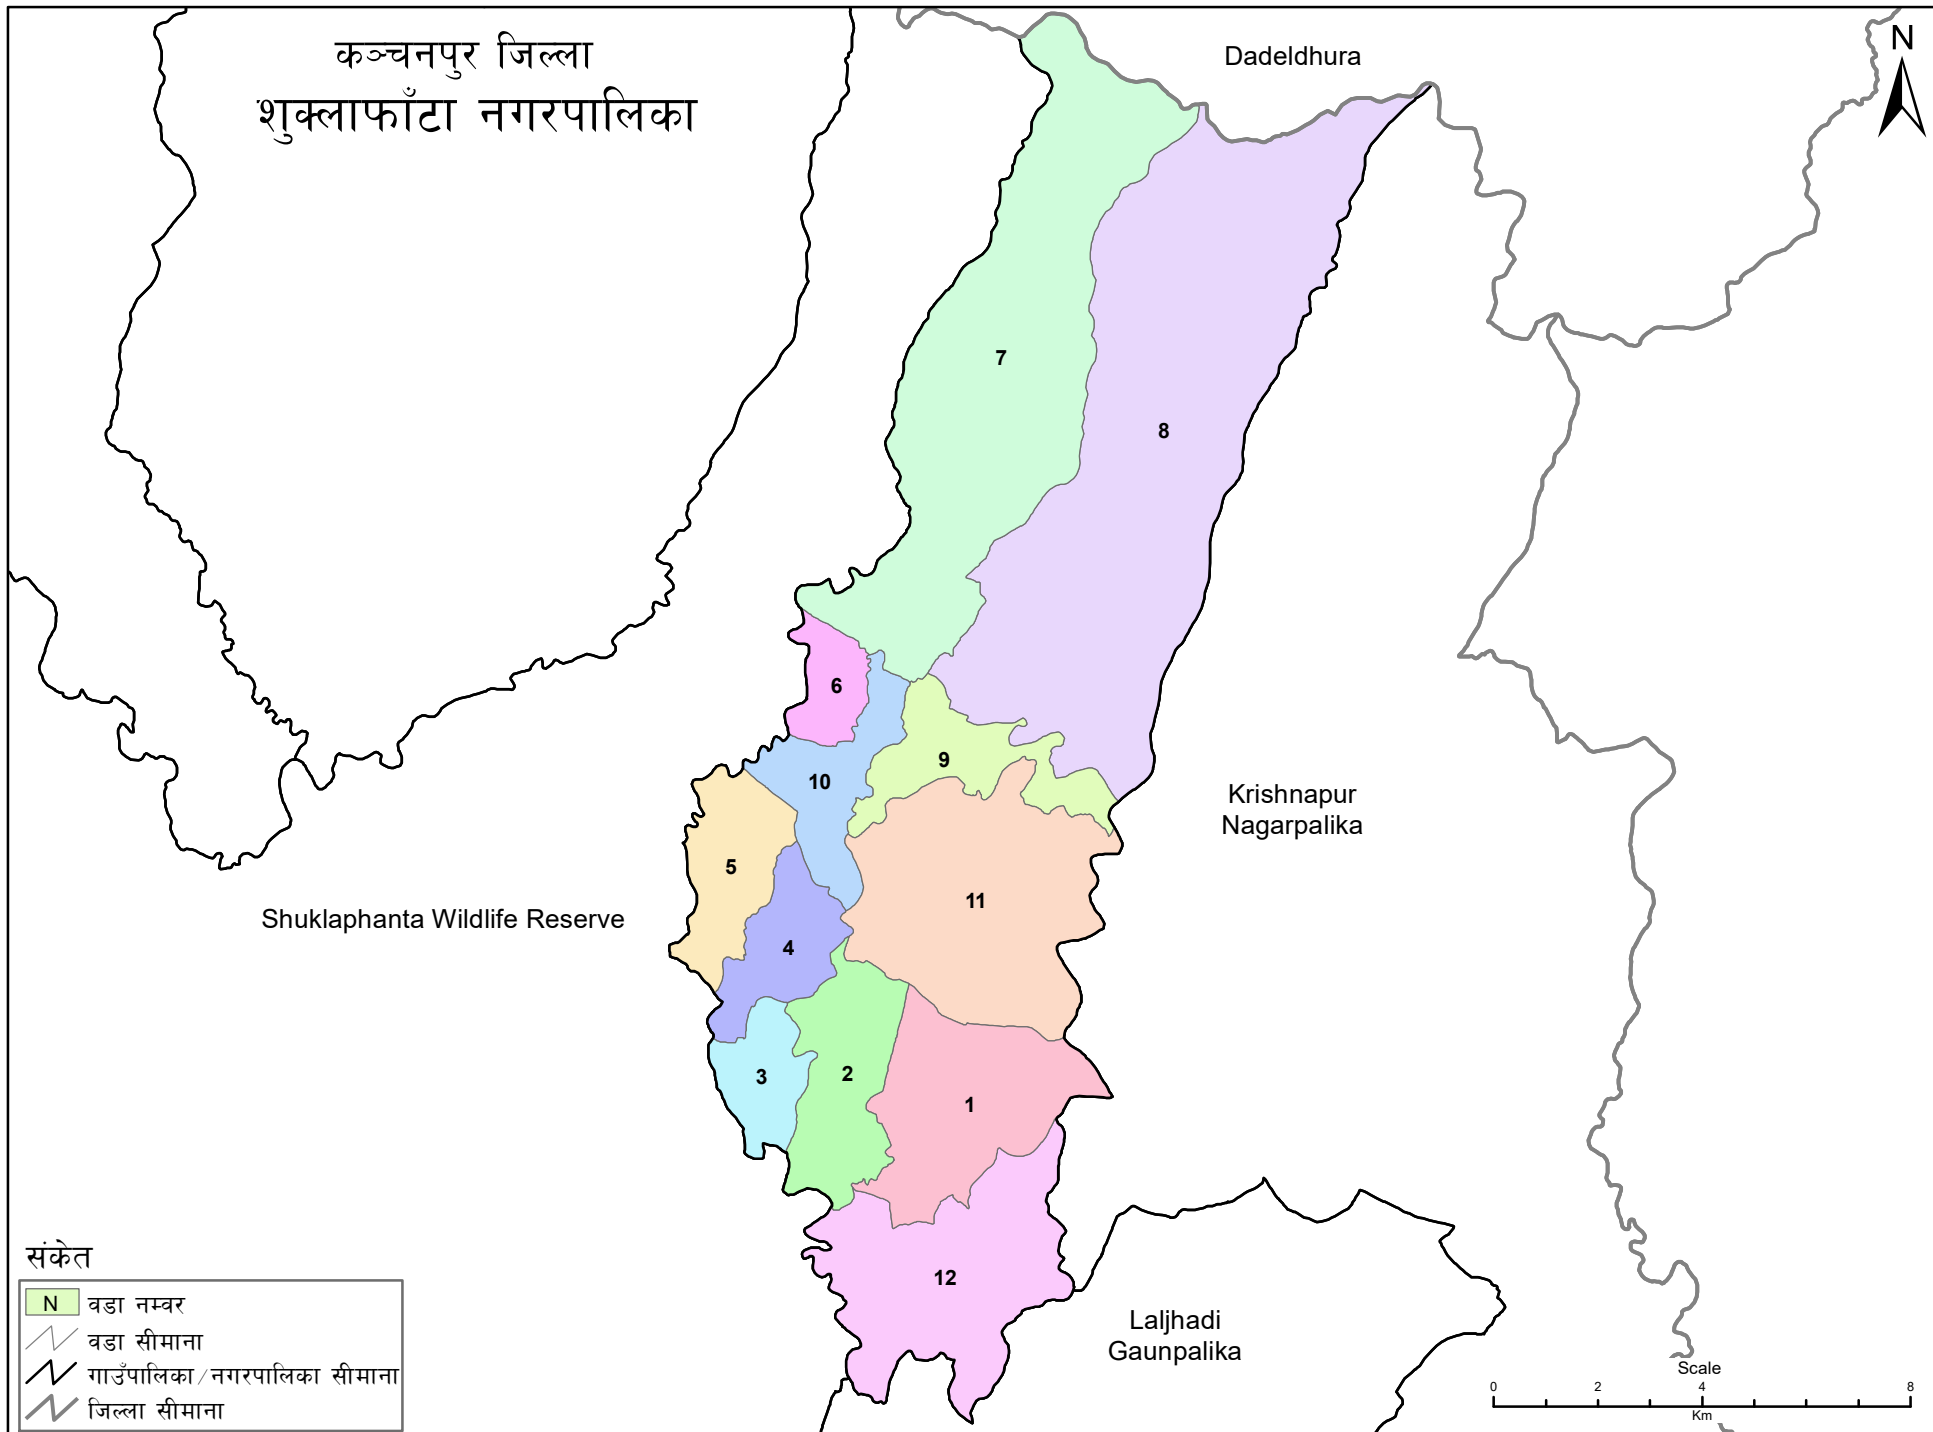 कञ्चनपुर जिल्ला
शुक्लाफाँटा नगरपालिका
Dadeldhura
N
7
8
6
9
10
Krishnapur
Nagarpalika
5
11
Shuklaphanta Wildlife Reserve
4
3
2
1
12
Laljhadi
Gaunpalika
संकेत
N वडा नम्वर
वडा सीमाना
गाउँपालिका/नगरपालिका सीमाना
जिल्ला सीमाना
Scale
0 2 4 8
Km